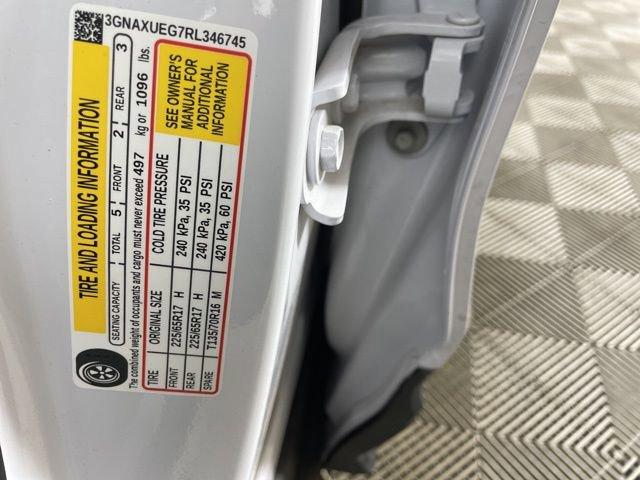 3GNAXUEG7RL346745
TIRE AND LOADING INFORMATION
SEATING CAPACITY TOTAL 5 FRONT 2 REAR 3
The combined weight of occupants and cargo must never exceed 497 kg or 1096 lbs.
TIRE ORIGINAL SIZE COLD TIRE PRESSURE
FRONT 225/65R17 H 240 kPa, 35 PSI
REAR 225/65R17 H 240 kPa, 35 PSI
SPARE T135/70R16 M 420 kPa, 60 PSI
SEE OWNER'S
MANUAL FOR
ADDITIONAL
INFORMATION